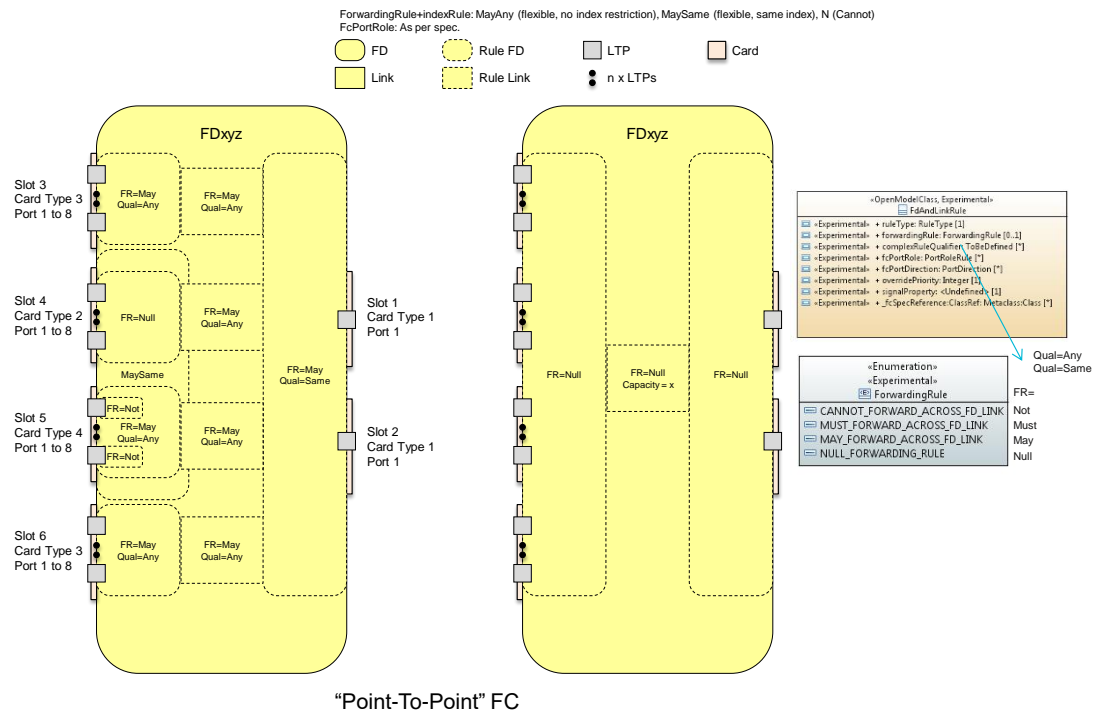 ForwardingRule+indexRule: MayAny (flexible, no index restriction), MaySame (flexible, same index), N (Cannot)
FcPortRole: As per spec.
FD
Rule FD
LTP
Card
Link
Rule Link
n x LTPs
FDxyz
Slot 3
Card Type 3
Port 1 to 8
FR=May
Qual=Any
FR=May
Qual=Any
Slot 4
Card Type 2
Port 1 to 8
FR=Null
FR=May
Qual=Any
MaySame
Slot 5
Card Type 4
Port 1 to 8
FR=Not
FR=May
Qual=Any
FR=Not
FR=May
Qual=Any
Slot 6
Card Type 3
Port 1 to 8
FR=May
Qual=Any
FR=May
Qual=Any
FR=May
Qual=Same
Slot 1
Card Type 1
Port 1
Slot 2
Card Type 1
Port 1
FDxyz
FR=Null
FR=Null
Capacity = x
FR=Null
«OpenModelClass, Experimental»
FdAndLinkRule
«Experimental» + ruleType: RuleType [1]
«Experimental» + forwardingRule: ForwardingRule [0..1]
«Experimental» + complexRuleQualifier: ToBeDefined [*]
«Experimental» + fcPortRole: PortRoleRule [*]
«Experimental» + fcPortDirection: PortDirection [*]
«Experimental» + overridePriority: Integer [1]
«Experimental» + signalProperty: <Undefined> [1]
«Experimental» + _fcSpecReference:ClassRef: Metaclass:Class [*]
Qual=Any
Qual=Same
«Enumeration»
«Experimental»
ForwardingRule
CANNOT_FORWARD_ACROSS_FD_LINK
MUST_FORWARD_ACROSS_FD_LINK
MAY_FORWARD_ACROSS_FD_LINK
NULL_FORWARDING_RULE
FR=
Not
Must
May
Null
“Point-To-Point” FC